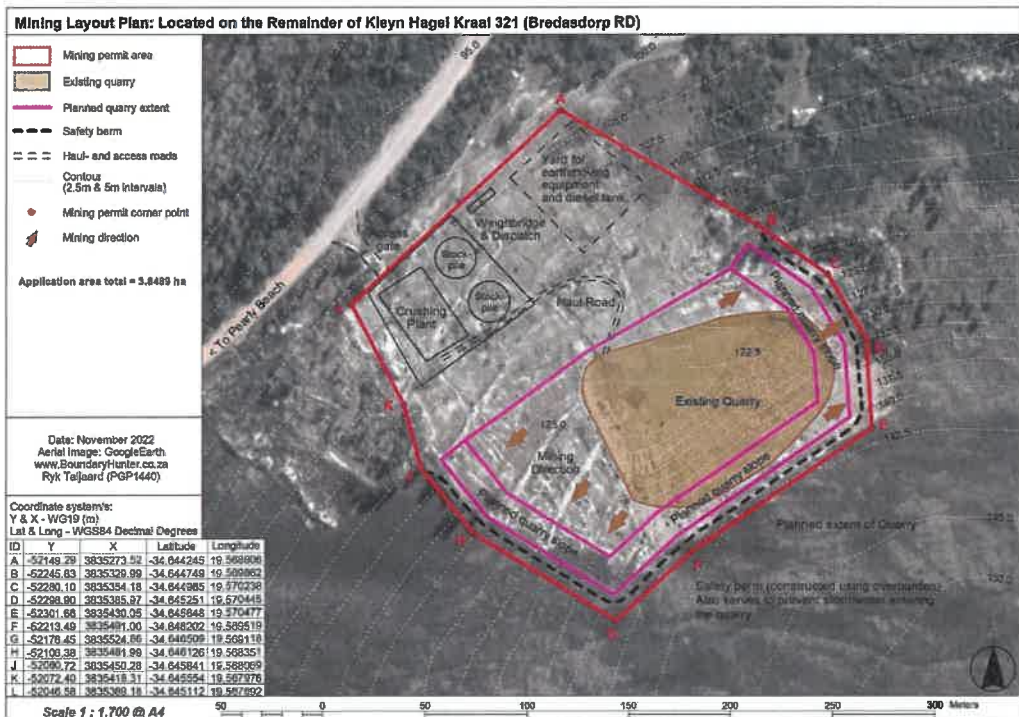 Mining Layout Plan: Located on the Remainder of Kleyn Hagel Kraal 321 (Bredasdorp RD)
Mining permit area
Existing quarry
Planned quarry extent
Safety berm
Haul- and access roads
Contour
(2.5m & 5m intervals)
Mining permit corner point
Mining direction
Application area total = 3.8489 ha
Date: November 2022
Aerial Image: GoogleEarth
www.BoundaryHunter.co.za
Ryk Taljaard (PGP1440)
Coordinate system/s:
Y & X - WG19 (m)
Lat & Long - WGS84 Decimal Degrees
ID Y X Latitude Longitude
A -52149.29 3835273.52 -34.644245 19.568806
B -52245.63 3835329.99 -34.644749 19.569862
C -52280.10 3835354.18 -34.644965 19.570238
D -52298.90 3835385.97 -34.645251 19.570445
E -52301.66 3835430.05 -34.645648 19.570477
F -52213.49 3835491.00 -34.646202 19.569519
G -52176.45 3835524.86 -34.646509 19.569118
H -52106.38 3835481.99 -34.646126 19.568351
J -52080.72 3835450.28 -34.645841 19.568069
K -52072.40 3835418.31 -34.645554 19.567976
L -52046.58 3835369.18 -34.645112 19.567692
Scale 1 : 1,700 @ A4
90.0
A
Yard for
earthmoving
equipment
and diesel tank
Weighbridge
& Dispatch
B
C
Access
gate
Stock-
pile
Stock-
pile
Crushing
Plant
Haul Road
L
< To Pearly Beach
Planned quarry slope
D
122.5
Existing Quarry
E
K
125.0
Mining
Direction
J
Planned quarry slope
Planned quarry slope
H
F
G
Planned extent of Quarry
Safety berm (constructed using overburden).
Also serves to prevent stormwater entering
the quarry
50 0 50 100 150 200 250 300 Meters